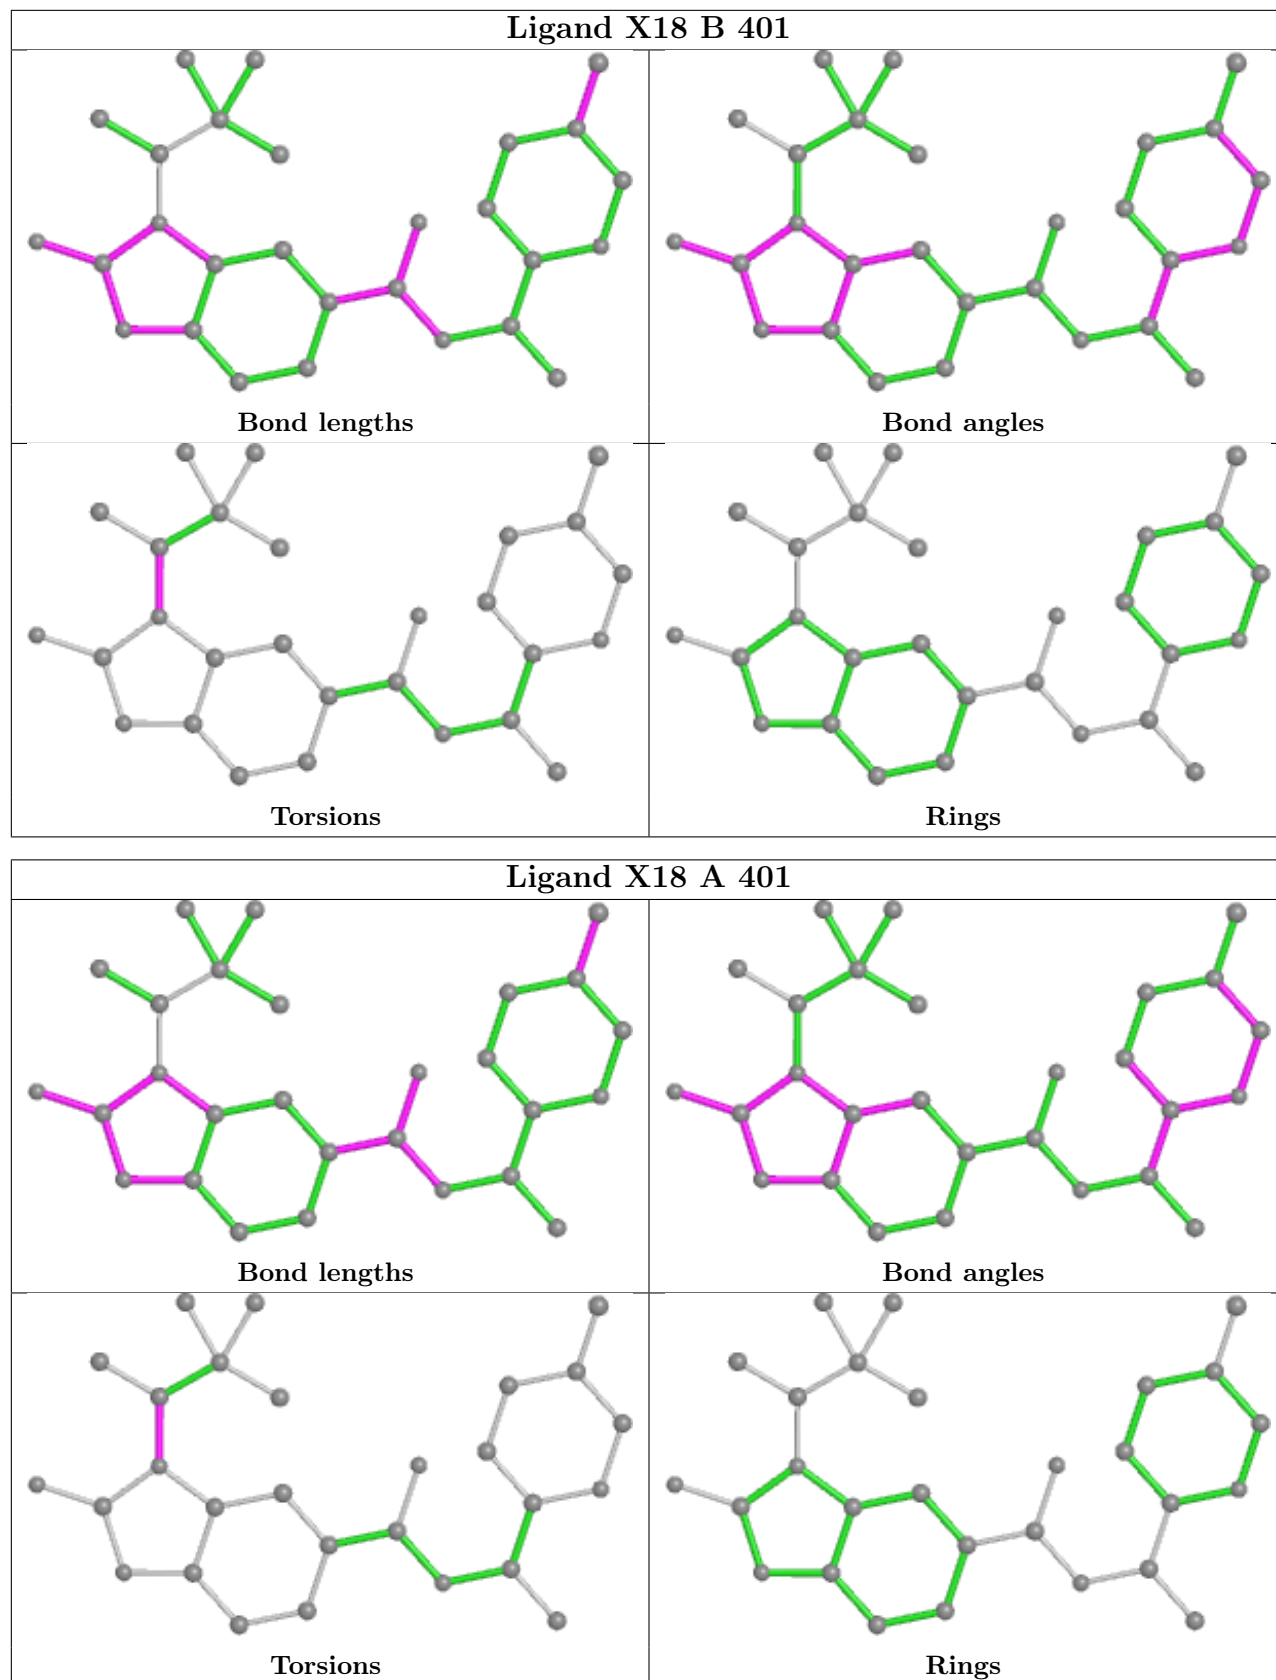 Ligand X18 B 401
Bond lengths
Bond angles
Torsions
Rings
Ligand X18 A 401
Bond lengths
Bond angles
Torsions
Rings